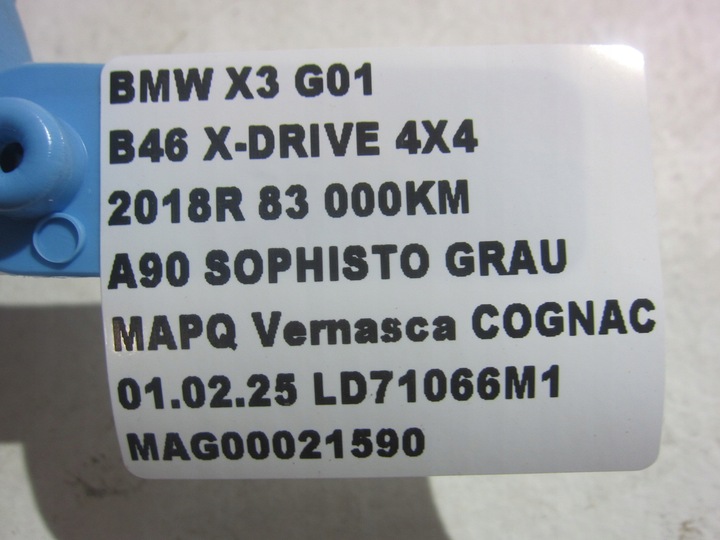 BMW X3 G01
B46 X-DRIVE 4X4
2018R 83 000KM
A90 SOPHISTO GRAU
MAPQ Vernasca COGNAC
01.02.25 LD71066M1
MAG00021590